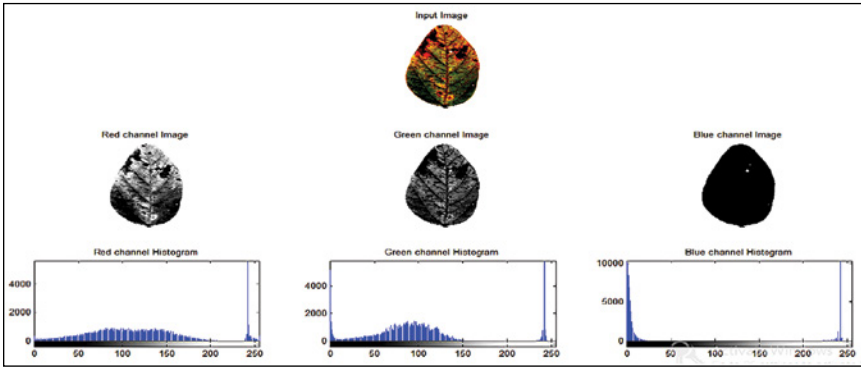 Input Image
Red channel Image Green channel Image Blue channel Image
Red channel Histogram Green channel Histogram Blue channel Histogram
4000 4000 10000
2000 2000 5000
0 0 0
0 50 100 150 200 250 0 50 100 150 200 250 0 50 100 150 200 250
Activate Windows